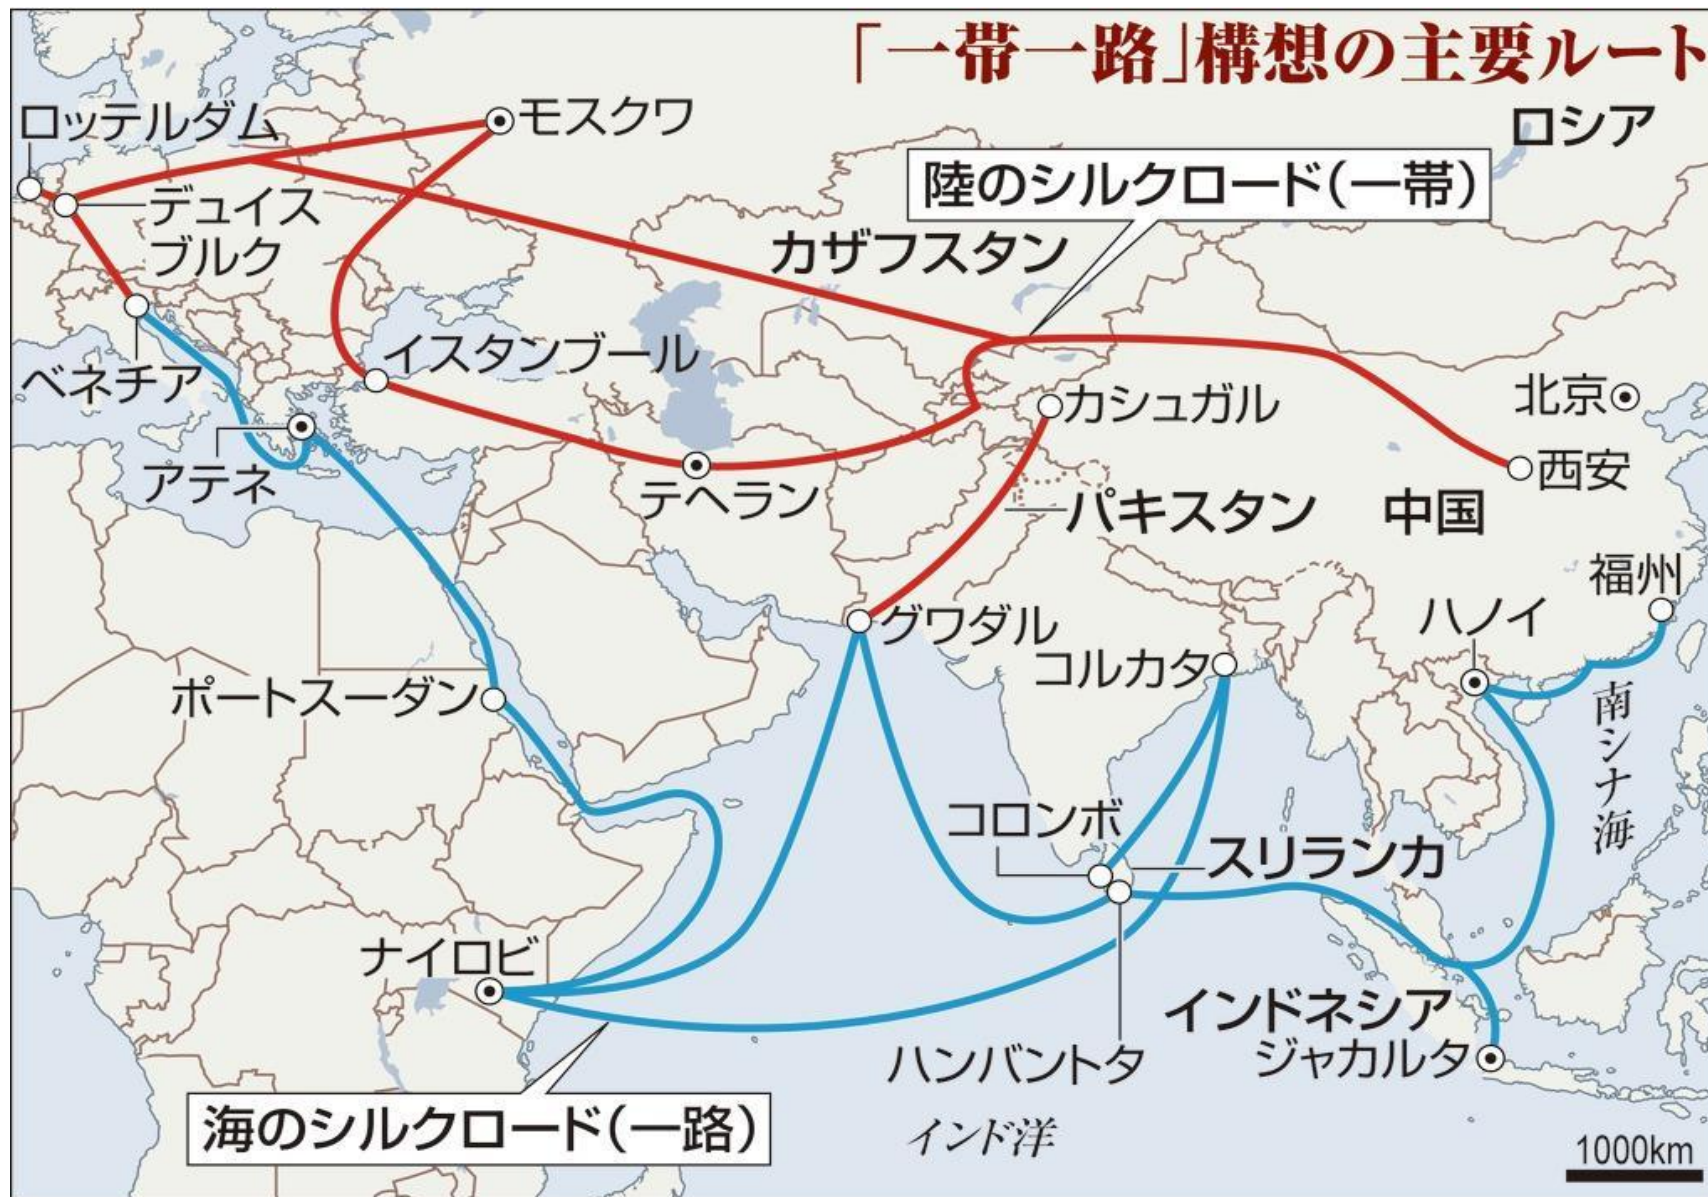 「一帯一路」構想の主要ルート
ロッテルダム
モスクワ
ロシア
陸のシルクロード(一帯)
デュイス
ブルク
カザフスタン
ベネチア
イスタンブール
カシュガル
北京
アテネ
テヘラン
西安
パキスタン
中国
福州
グワダル
ハノイ
コルカタ
ポートスーダン
南シナ海
コロンボ
スリランカ
ナイロビ
インドネシア
ジャカルタ
ハンバントタ
海のシルクロード(一路)
インド洋
1000km